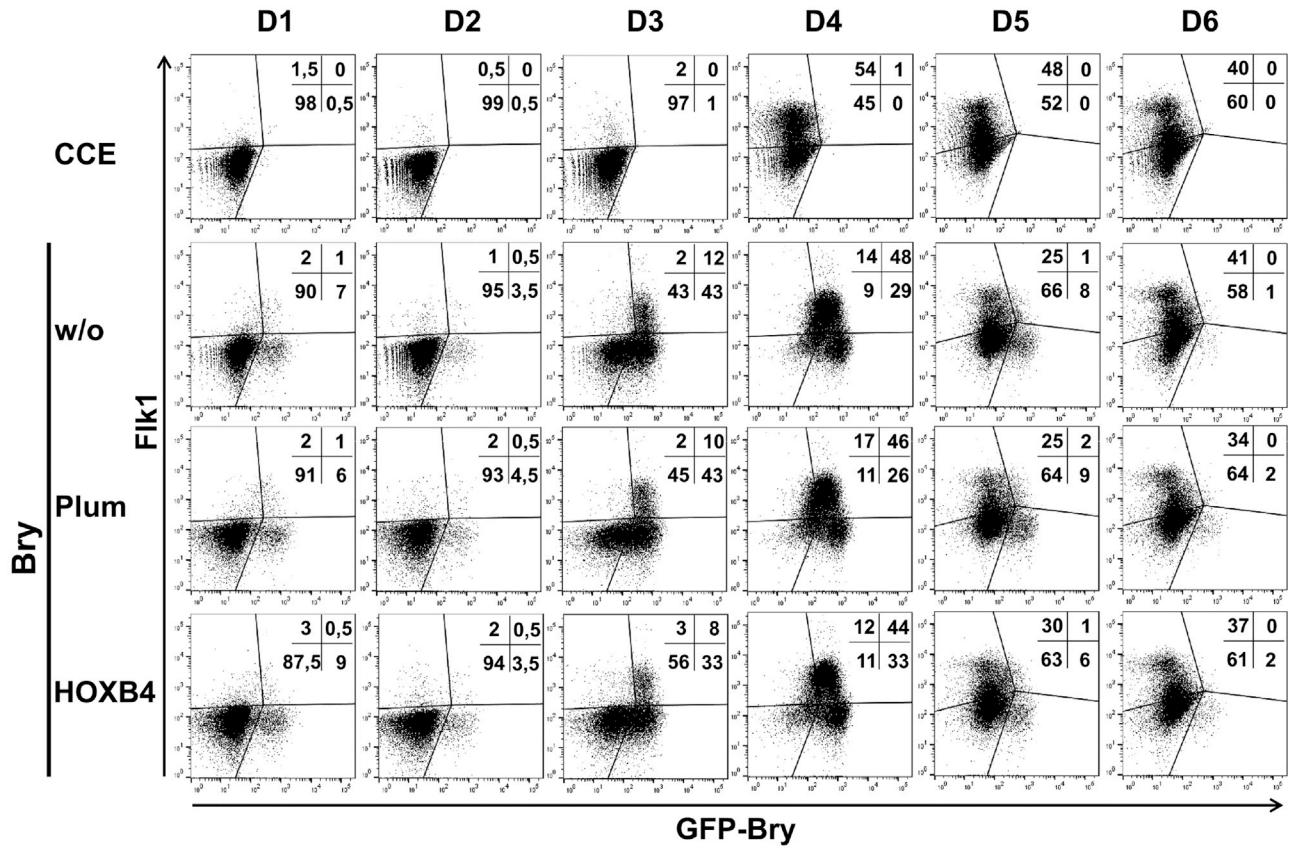 D1 D2 D3 D4 D5 D6
CCE
1,5 0 0,5 0 2 0 54 1 48 0 40 0
98 0,5 99 0,5 97 1 45 0 52 0 60 0
w/o
2 1 1 0,5 2 12 14 48 25 1 41 0
90 7 95 3,5 43 43 9 29 66 8 58 1
Flk1
Bry
Plum
2 1 2 0,5 2 10 17 46 25 2 34 0
91 6 93 4,5 45 43 11 26 64 9 64 2
HOXB4
3 0,5 2 0,5 3 8 12 44 30 1 37 0
87,5 9 94 3,5 56 33 11 33 63 6 61 2
GFP-Bry